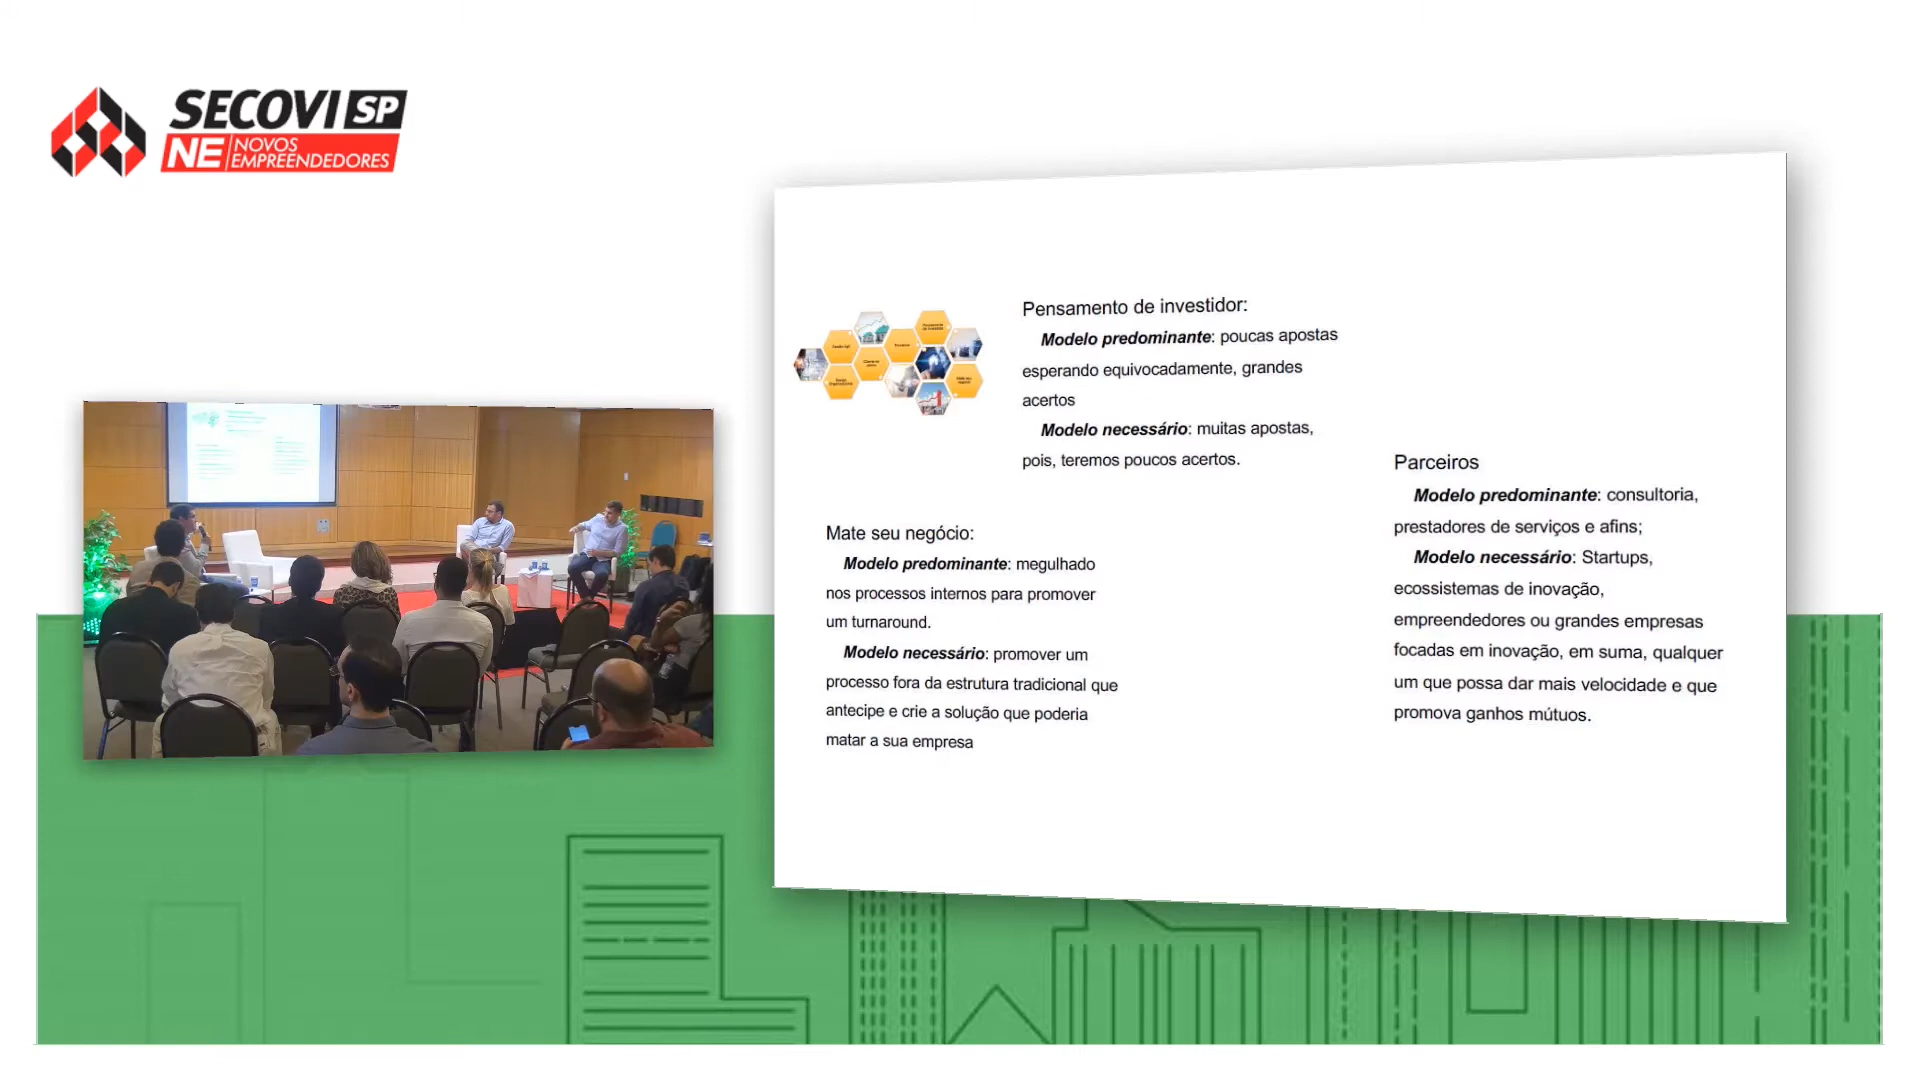 SECOVI SP
NE NOVOS
EMPREENDEDORES
Pensamento de investidor:
Modelo predominante: poucas apostas
esperando equivocadamente, grandes
acertos
Modelo necessário: muitas apostas,
pois, teremos poucos acertos.
Mate seu negócio:
Modelo predominante: megulhado
nos processos internos para promover
um turnaround.
Modelo necessário: promover um
processo fora da estrutura tradicional que
antecipe e crie a solução que poderia
matar a sua empresa
Parceiros
Modelo predominante: consultoria,
prestadores de serviços e afins;
Modelo necessário: Startups,
ecossistemas de inovação,
empreendedores ou grandes empresas
focadas em inovação, em suma, qualquer
um que possa dar mais velocidade e que
promova ganhos mútuos.